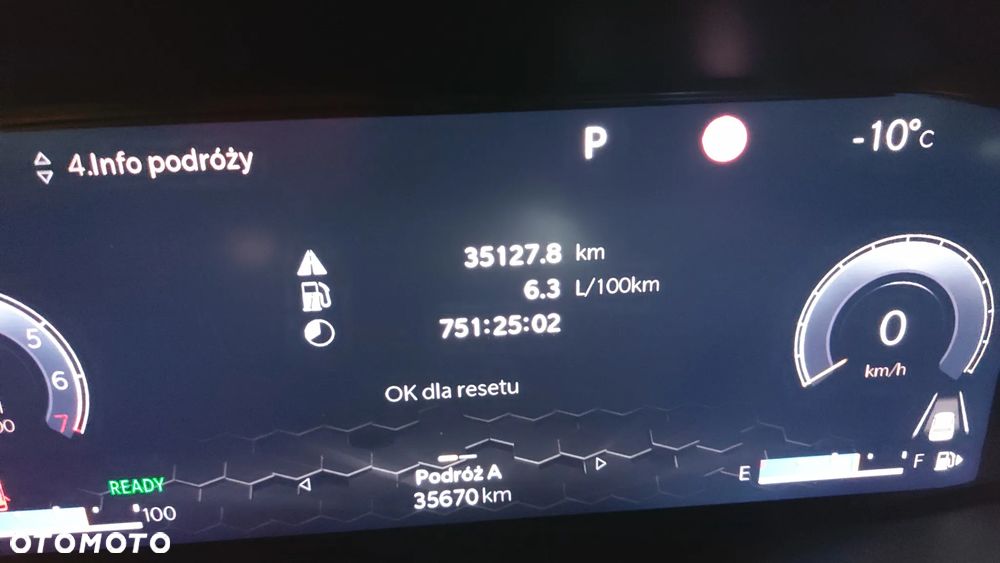 4.Info podróży
P
-10°C
35127.8 km
6.3 L/100km
751:25:02
OK dla resetu
5
6
7
0
km/h
READY
100
Podróż A
35670 km
E
F
OTOMOTO